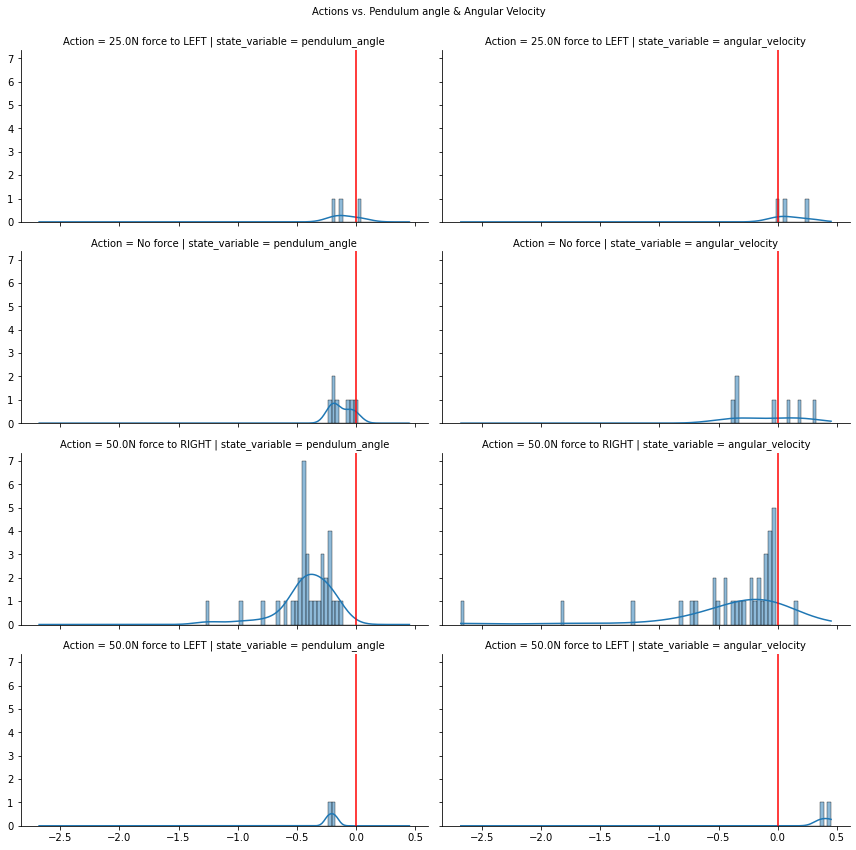 Actions vs. Pendulum angle & Angular Velocity
Action = 25.0N force to LEFT | state_variable = pendulum_angle
Action = 25.0N force to LEFT | state_variable = angular_velocity
7
6
5
4
3
2
1
0
Action = No force | state_variable = pendulum_angle
Action = No force | state_variable = angular_velocity
7
6
5
4
3
2
1
0
Action = 50.0N force to RIGHT | state_variable = pendulum_angle
Action = 50.0N force to RIGHT | state_variable = angular_velocity
7
6
5
4
3
2
1
0
Action = 50.0N force to LEFT | state_variable = pendulum_angle
Action = 50.0N force to LEFT | state_variable = angular_velocity
7
6
5
4
3
2
1
0
−2.5 −2.0 −1.5 −1.0 −0.5 0.0 0.5
−2.5 −2.0 −1.5 −1.0 −0.5 0.0 0.5